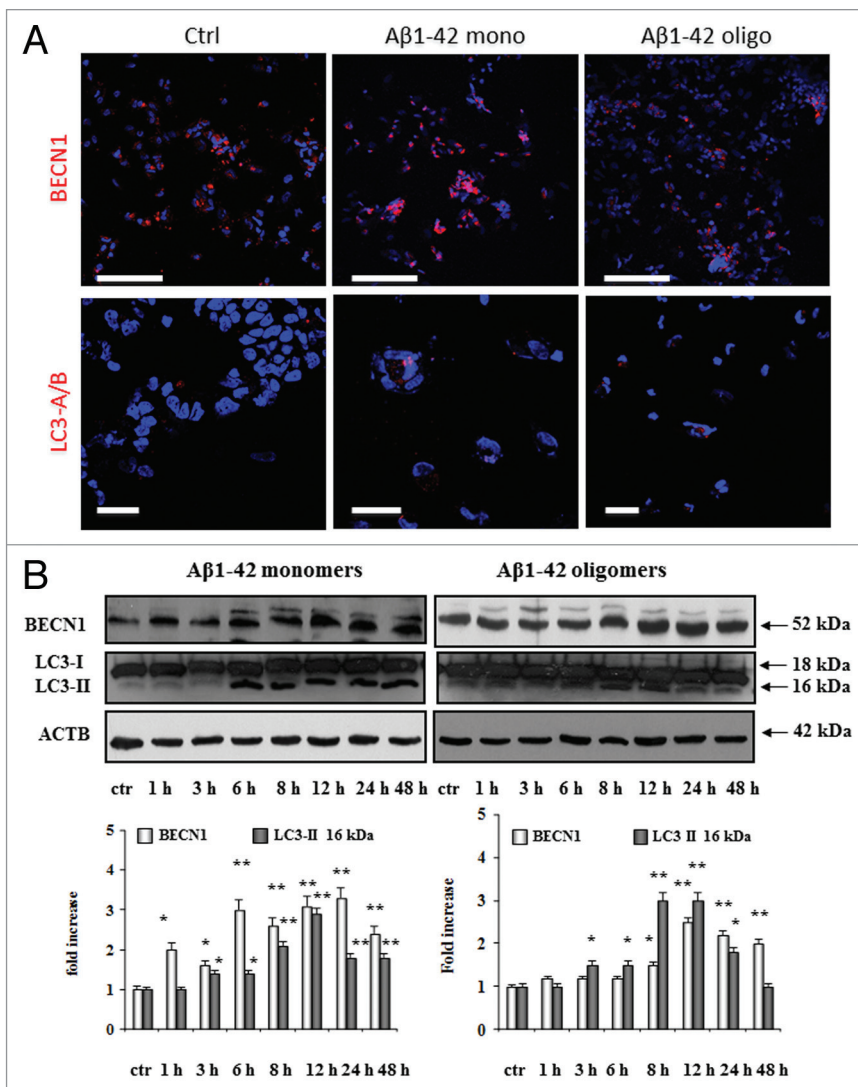 A
Ctrl Aβ1-42 mono Aβ1-42 oligo
BECN1
LC3-A/B
B
Aβ1-42 monomers Aβ1-42 oligomers
BECN1 52 kDa
LC3-I 18 kDa
LC3-II 16 kDa
ACTB 42 kDa
ctr 1 h 3 h 6 h 8 h 12 h 24 h 48 h ctr 1 h 3 h 6 h 8 h 12 h 24 h 48 h
BECN1 LC3-II 16 kDa
fold increase
5
4
3
2
1
0
* * * ** * ** ** ** ** ** ** ** **
ctr 1 h 3 h 6 h 8 h 12 h 24 h 48 h
BECN1 LC3 II 16 kDa
Fold increase
5
4
3
2
1
0
* * * ** ** ** ** * **
ctr 1 h 3 h 6 h 8 h 12 h 24 h 48 h